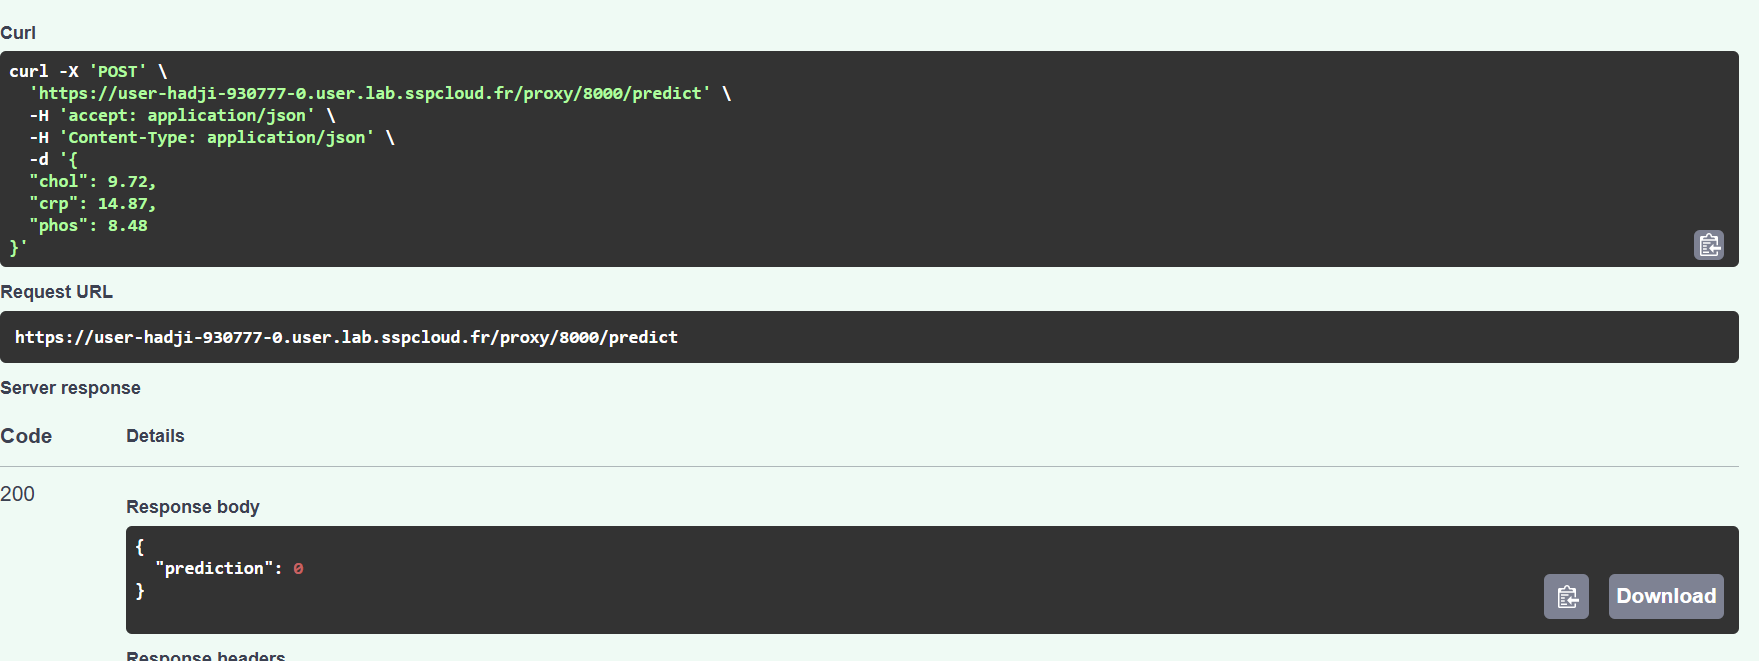 Curl
curl -X 'POST' \
'https://user-hadji-930777-0.user.lab.sspcloud.fr/proxy/8000/predict' \
-H 'accept: application/json' \
-H 'Content-Type: application/json' \
-d '{
"chol": 9.72,
"crp": 14.87,
"phos": 8.48
}'
Request URL
https://user-hadji-930777-0.user.lab.sspcloud.fr/proxy/8000/predict
Server response
Code Details
200
Response body
{
"prediction": 0
}
Download
Response headers